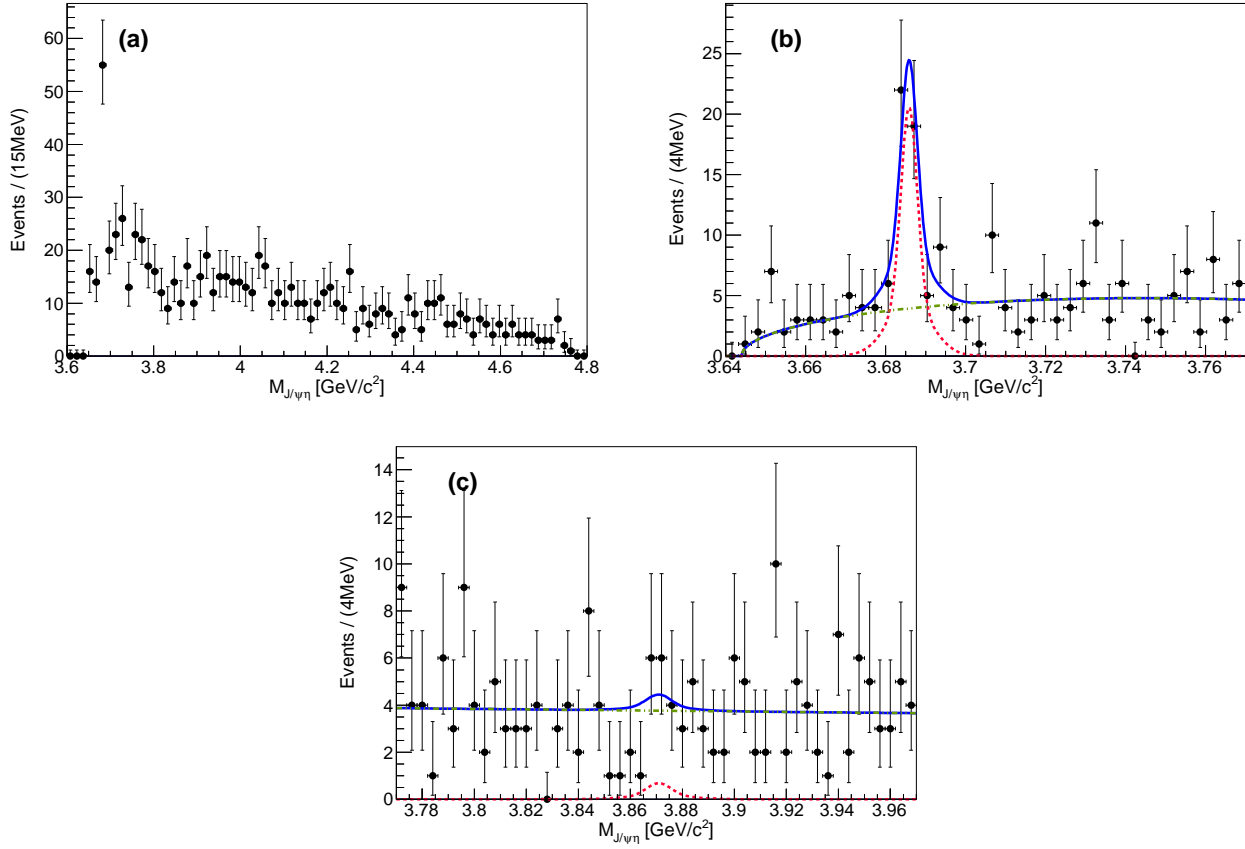 (a)
Events / (15MeV)
60
50
40
30
20
10
0
3.6 3.8 4 4.2 4.4 4.6 4.8
M_{J/ψη} [GeV/c²]
(b)
Events / (4MeV)
25
20
15
10
5
0
3.64 3.66 3.68 3.7 3.72 3.74 3.76
M_{J/ψη} [GeV/c²]
(c)
Events / (4MeV)
14
12
10
8
6
4
2
0
3.78 3.8 3.82 3.84 3.86 3.88 3.9 3.92 3.94 3.96
M_{J/ψη} [GeV/c²]